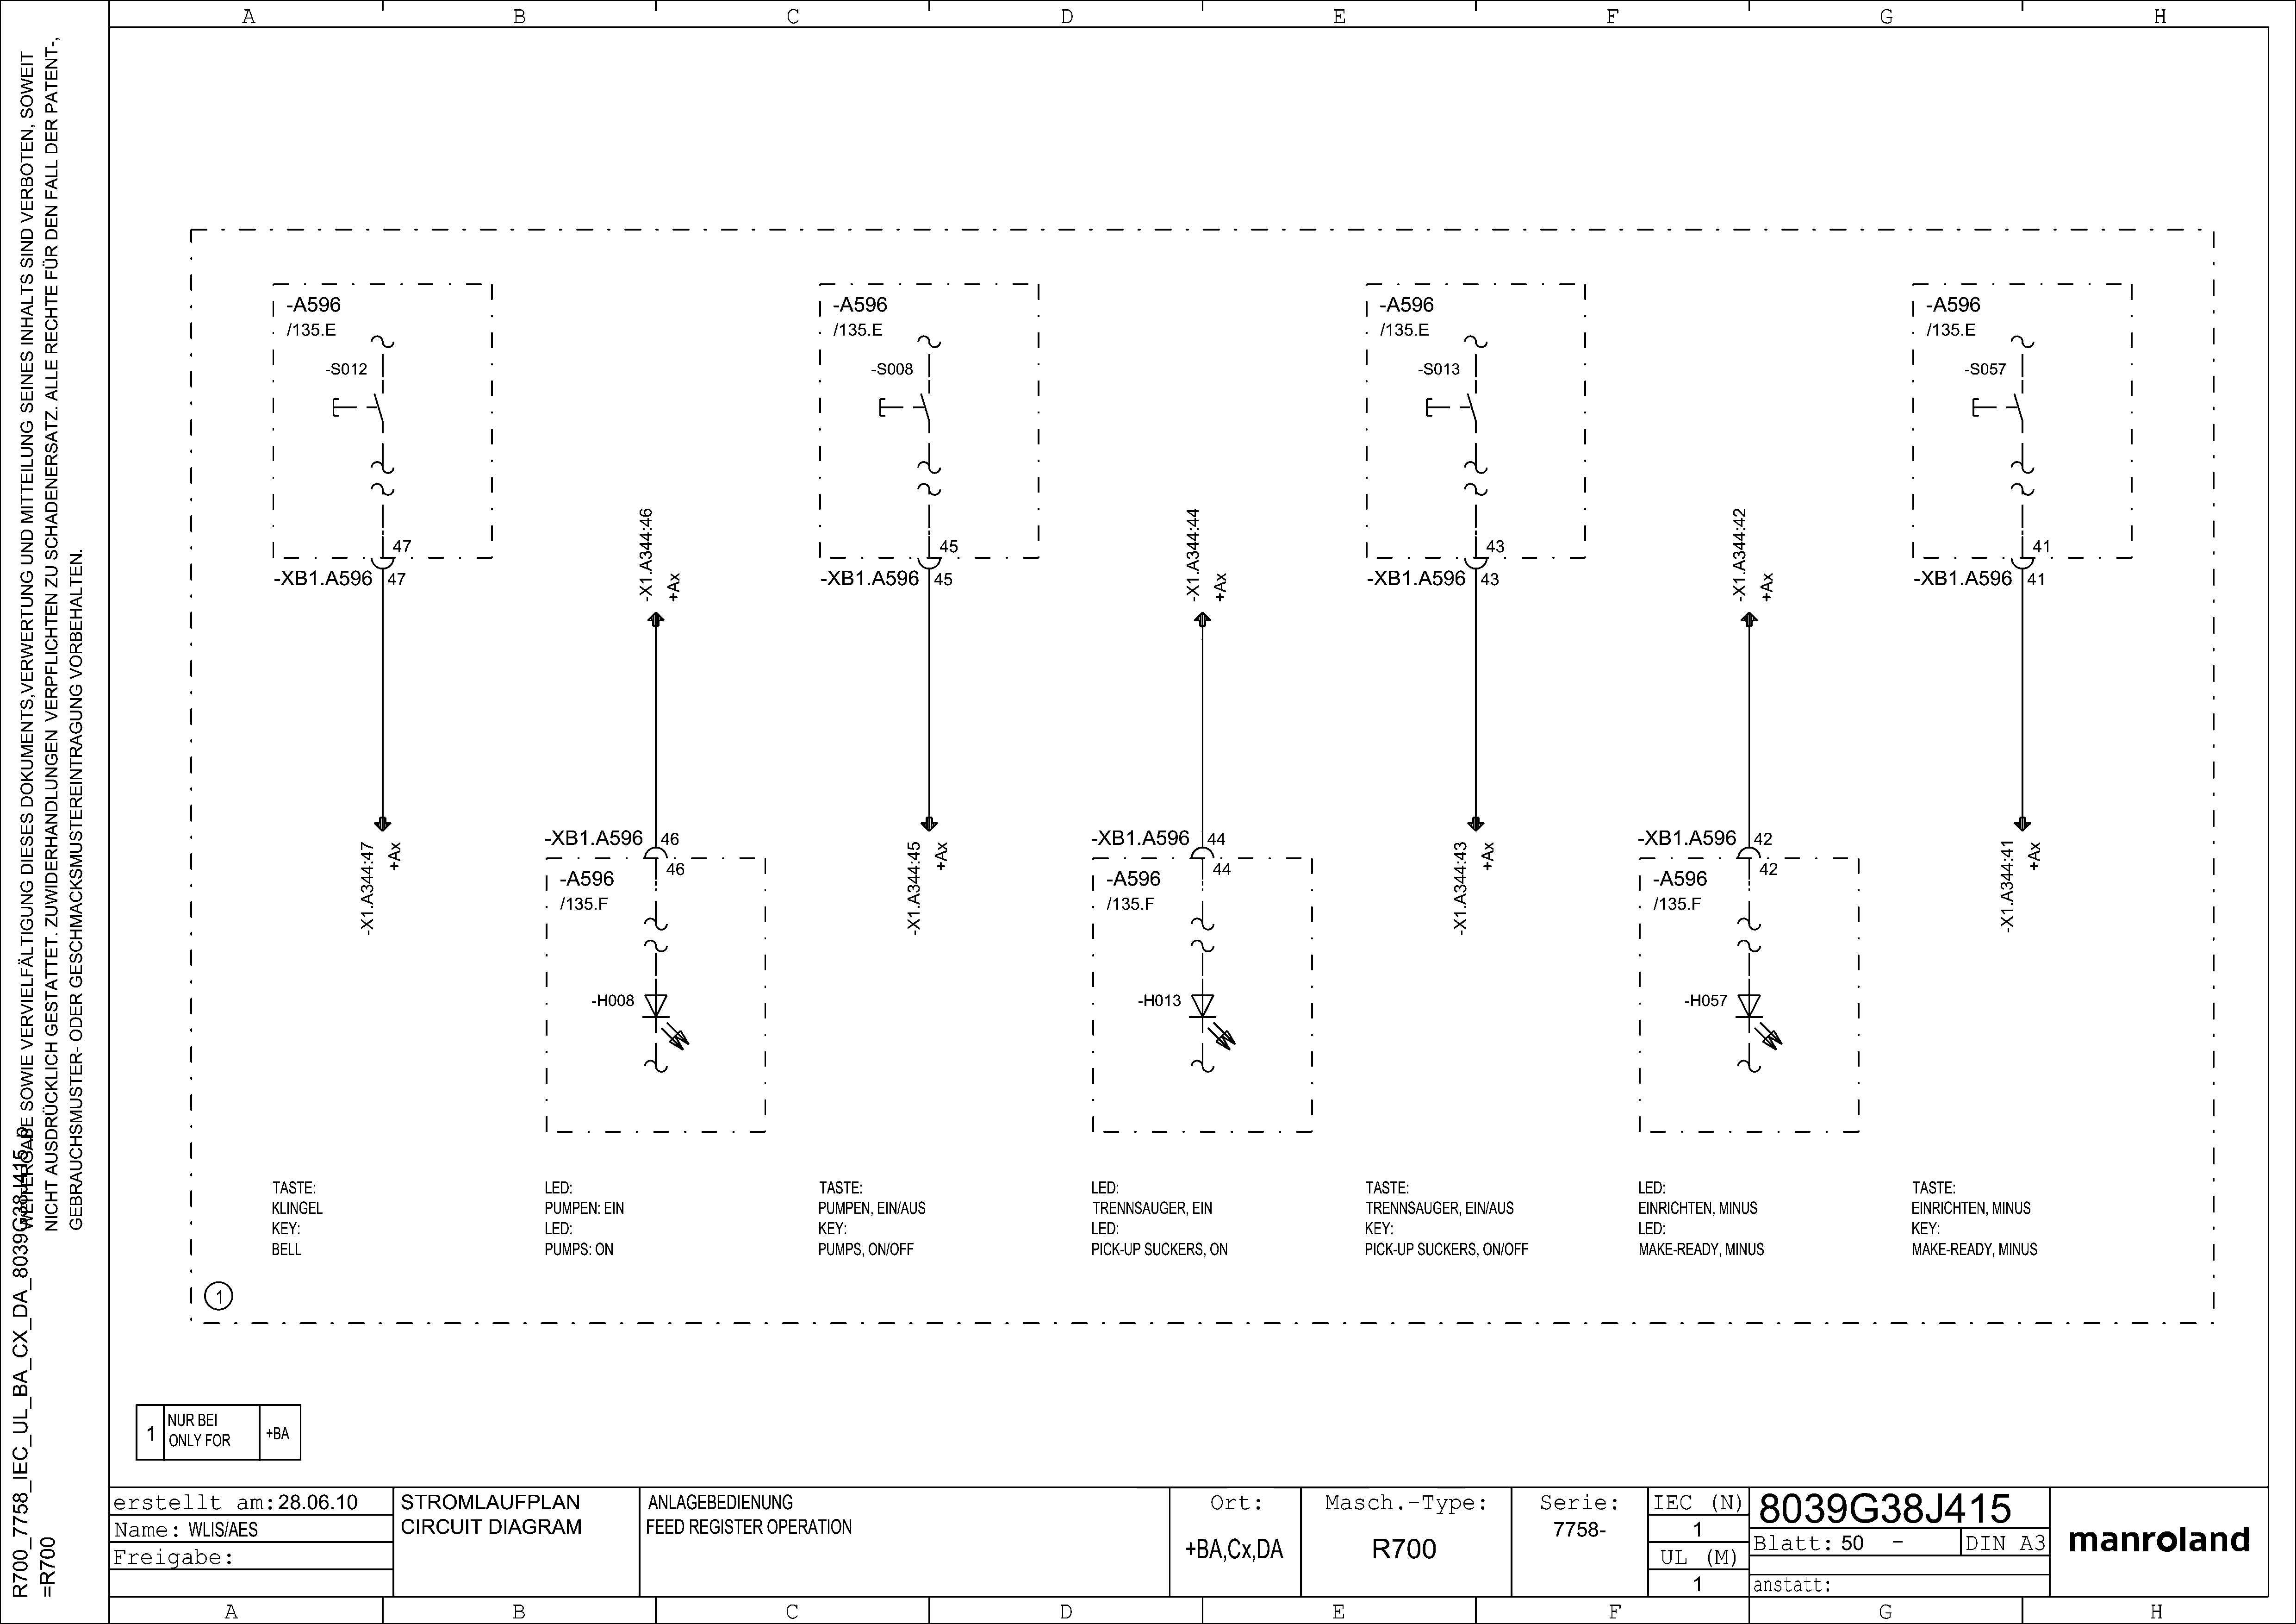 A B C D E F G H
WEITERGABE SOWIE VERVIELFÄLTIGUNG DIESES DOKUMENTS,VERWERTUNG UND MITTEILUNG SEINES INHALTS SIND VERBOTEN, SOWEIT
NICHT AUSDRÜCKLICH GESTATTET. ZUWIDERHANDLUNGEN VERPFLICHTEN ZU SCHADENERSATZ. ALLE RECHTE FÜR DEN FALL DER PATENT-,
GEBRAUCHSMUSTER- ODER GESCHMACKSMUSTEREINTRAGUNG VORBEHALTEN.
R700_7758_IEC_UL_BA_CX_DA_8039G38J415_D
=R700
-A596
/135.E
-S012
47
-XB1.A596 47
-X1.A344:47
+Ax
-X1.A344:46
+Ax
-XB1.A596 46
46
-A596
/135.F
-H008
-A596
/135.E
-S008
45
-XB1.A596 45
-X1.A344:45
+Ax
-X1.A344:44
+Ax
-XB1.A596 44
44
-A596
/135.F
-H013
-A596
/135.E
-S013
43
-XB1.A596 43
-X1.A344:43
+Ax
-X1.A344:42
+Ax
-XB1.A596 42
42
-A596
/135.F
-H057
-A596
/135.E
-S057
41
-XB1.A596 41
-X1.A344:41
+Ax
TASTE:
KLINGEL
KEY:
BELL
LED:
PUMPEN: EIN
LED:
PUMPS: ON
TASTE:
PUMPEN, EIN/AUS
KEY:
PUMPS, ON/OFF
LED:
TRENNSAUGER, EIN
LED:
PICK-UP SUCKERS, ON
TASTE:
TRENNSAUGER, EIN/AUS
KEY:
PICK-UP SUCKERS, ON/OFF
LED:
EINRICHTEN, MINUS
LED:
MAKE-READY, MINUS
TASTE:
EINRICHTEN, MINUS
KEY:
MAKE-READY, MINUS
1
1
NUR BEI
ONLY FOR
+BA
erstellt am: 28.06.10
Name: WLIS/AES
Freigabe:
STROMLAUFPLAN
CIRCUIT DIAGRAM
ANLAGEBEDIENUNG
FEED REGISTER OPERATION
Ort:
+BA,Cx,DA
Masch.-Type:
R700
Serie:
7758-
IEC (N)
1
UL (M)
1
8039G38J415
Blatt: 50 -
DIN A3
anstatt:
manroland
A B C D E F G H